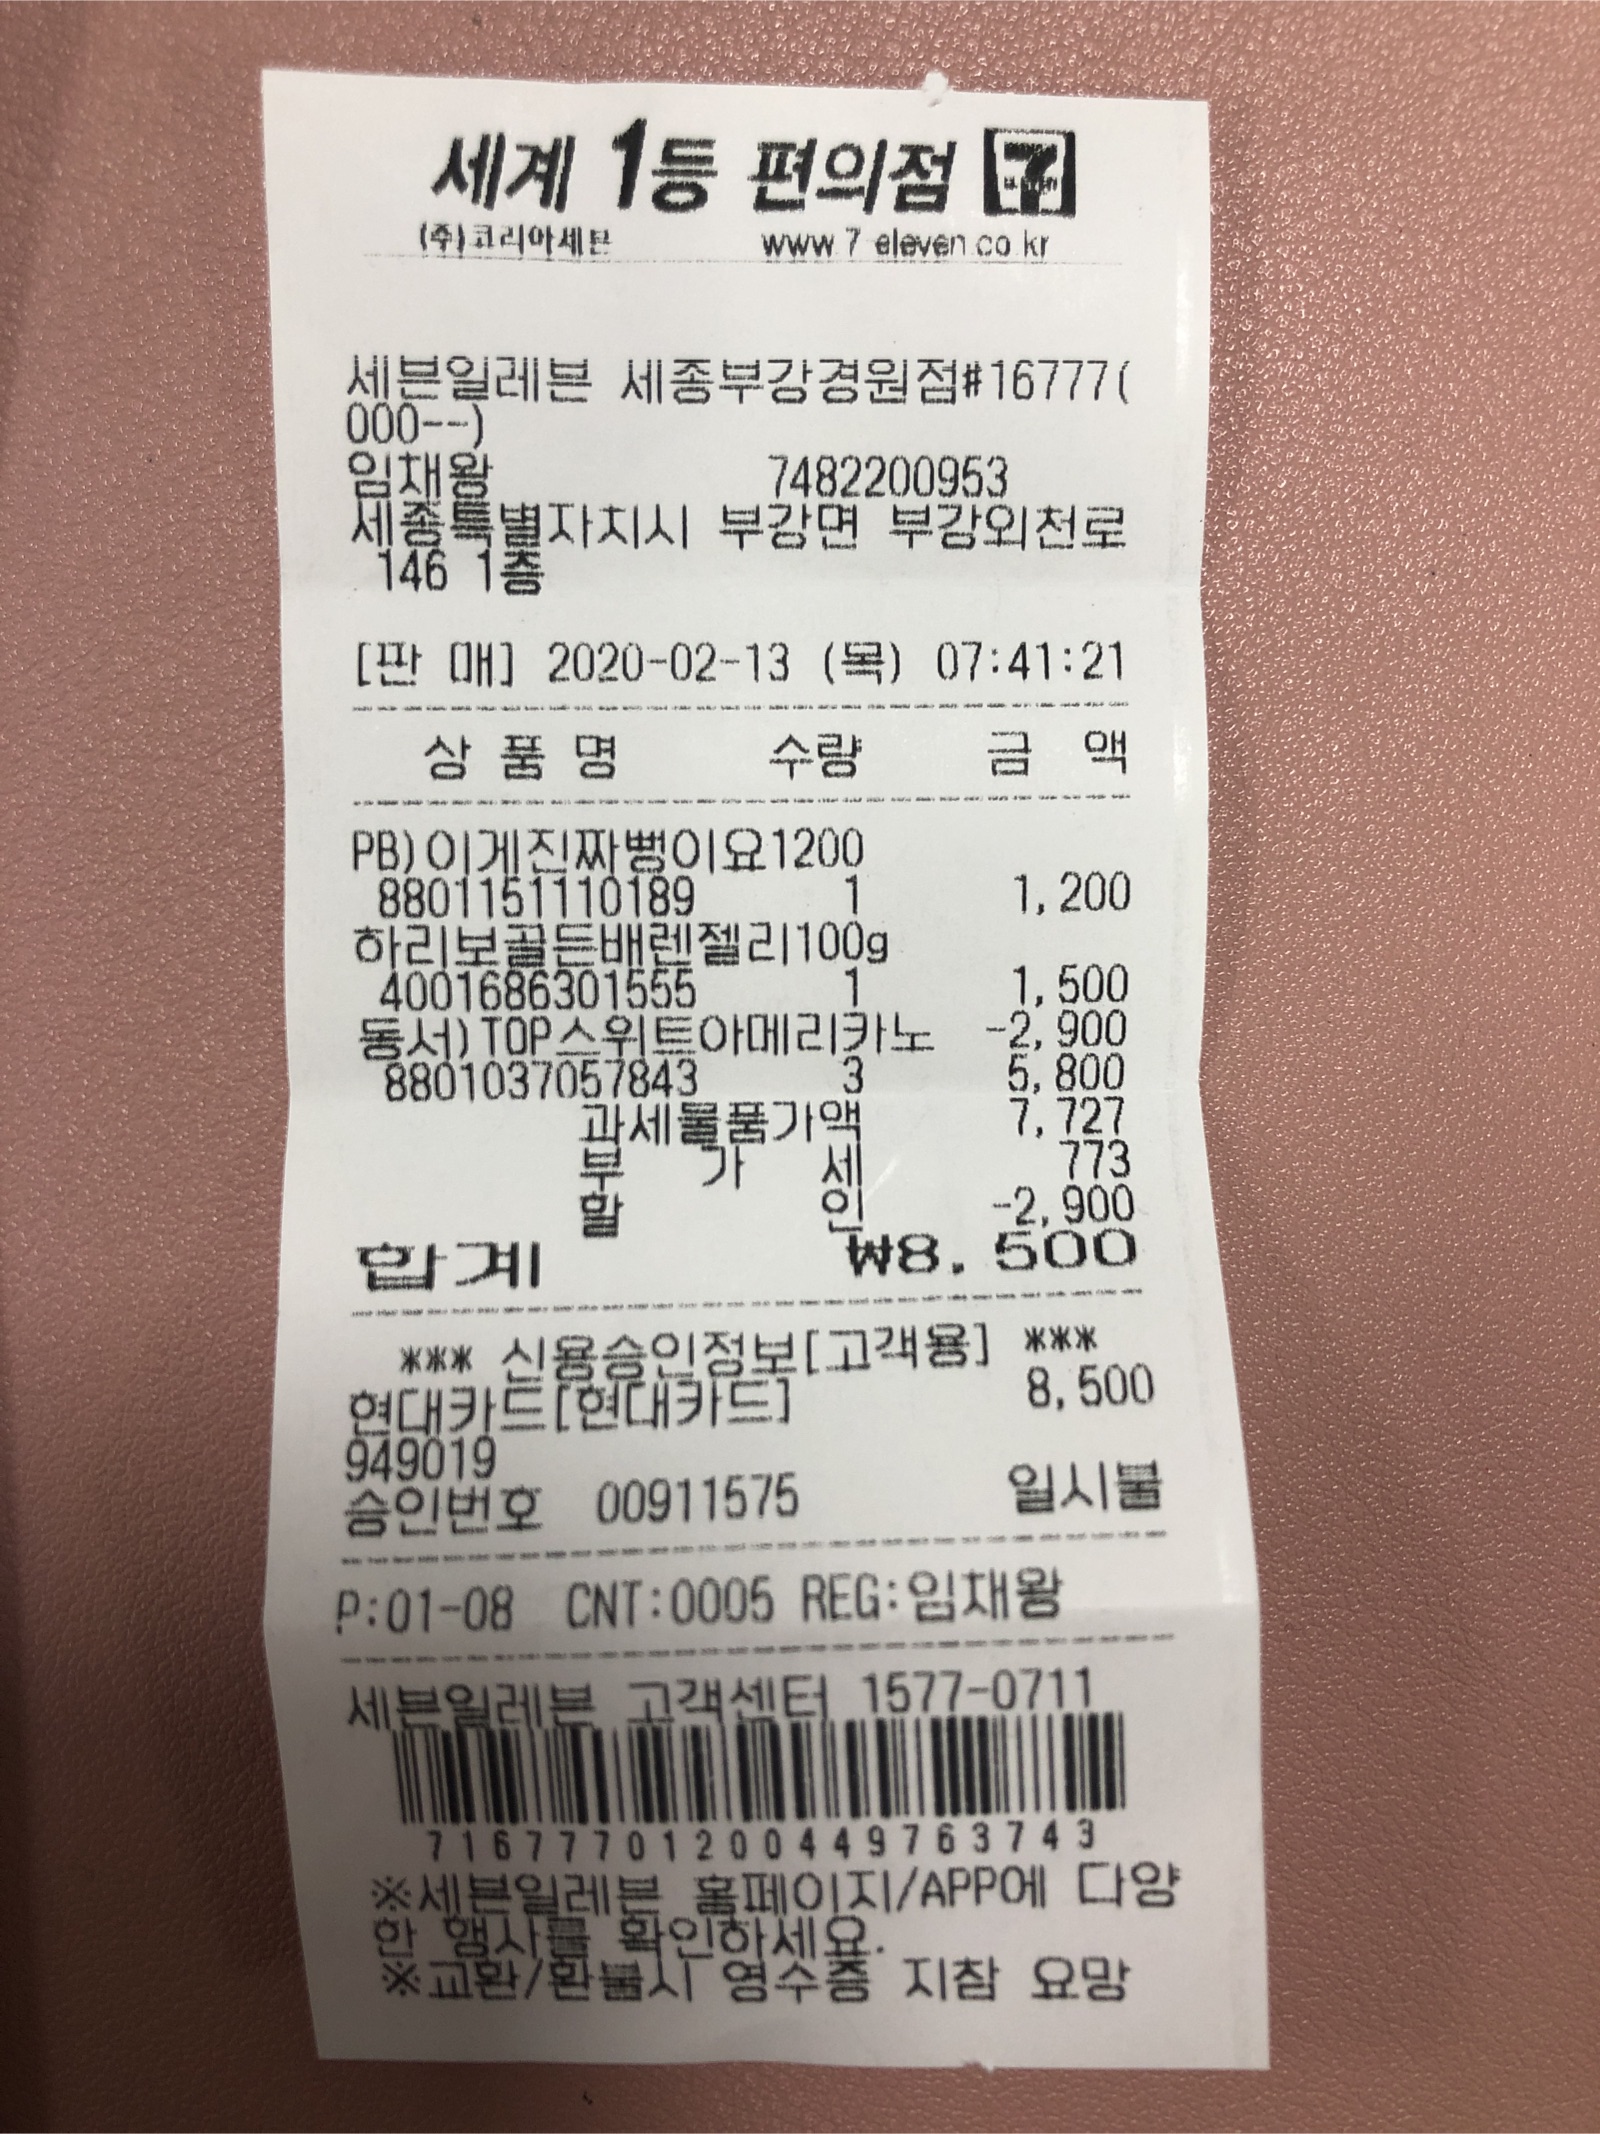 세계 1등 편의점 7
(주)코리아세븐 www.7-eleven.co.kr
세븐일레븐 세종부강경원점#16777(
000--)
임채왕 7482200953
세종특별자치시 부강면 부강외천로
146 1층
[판 매] 2020-02-13 (목) 07:41:21
상 품 명 수량 금 액
PB)이게진짜뻥이요1200
8801151110189 1 1,200
하리보골든배렌젤리100g
4001686301555 1 1,500
동서)TOP스위트아메리카노 -2,900
8801037057843 3 5,800
과세물품가액 7,727
부 가 세 773
할 인 -2,900
합계 ₩8,500
*** 신용승인정보[고객용] ***
현대카드[현대카드] 8,500
949019
승인번호 00911575 일시불
P:01-08 CNT:0005 REG:임채왕
세븐일레븐 고객센터 1577-0711
7167770120044976 3743
※세븐일레븐 홈페이지/APP에 다양
한 행사를 확인하세요.
※교환/환불시 영수증 지참 요망